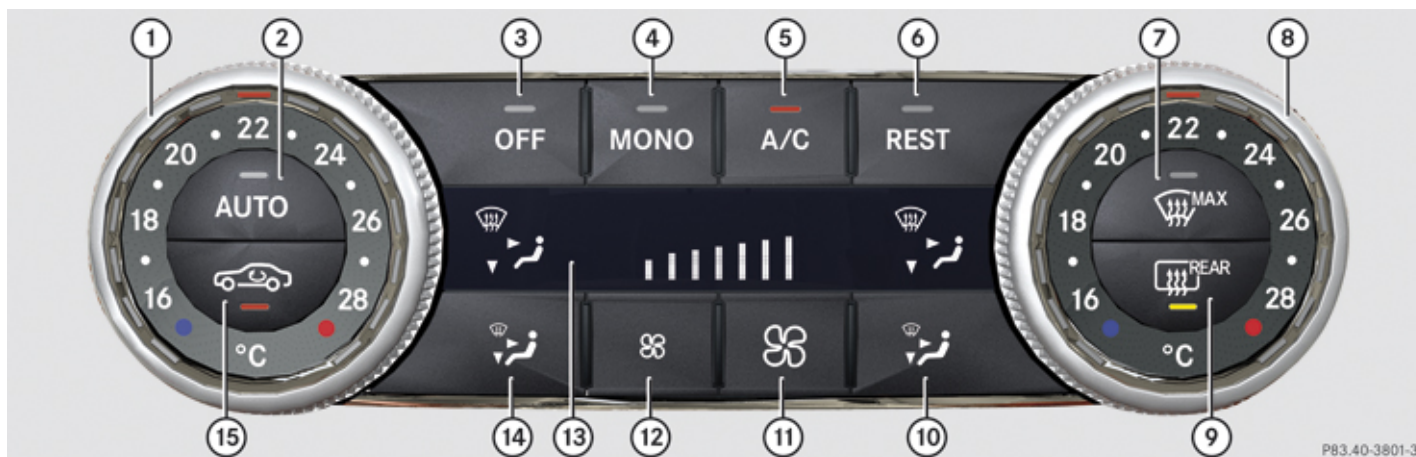 1 2 3 4 5 6 7 8
OFF MONO A/C REST
22 22
20 24 20 24
AUTO MAX
18 26 18 26
REAR
16 28 16 28
°C °C
15 14 13 12 11 10 9
P83.40-3801-3